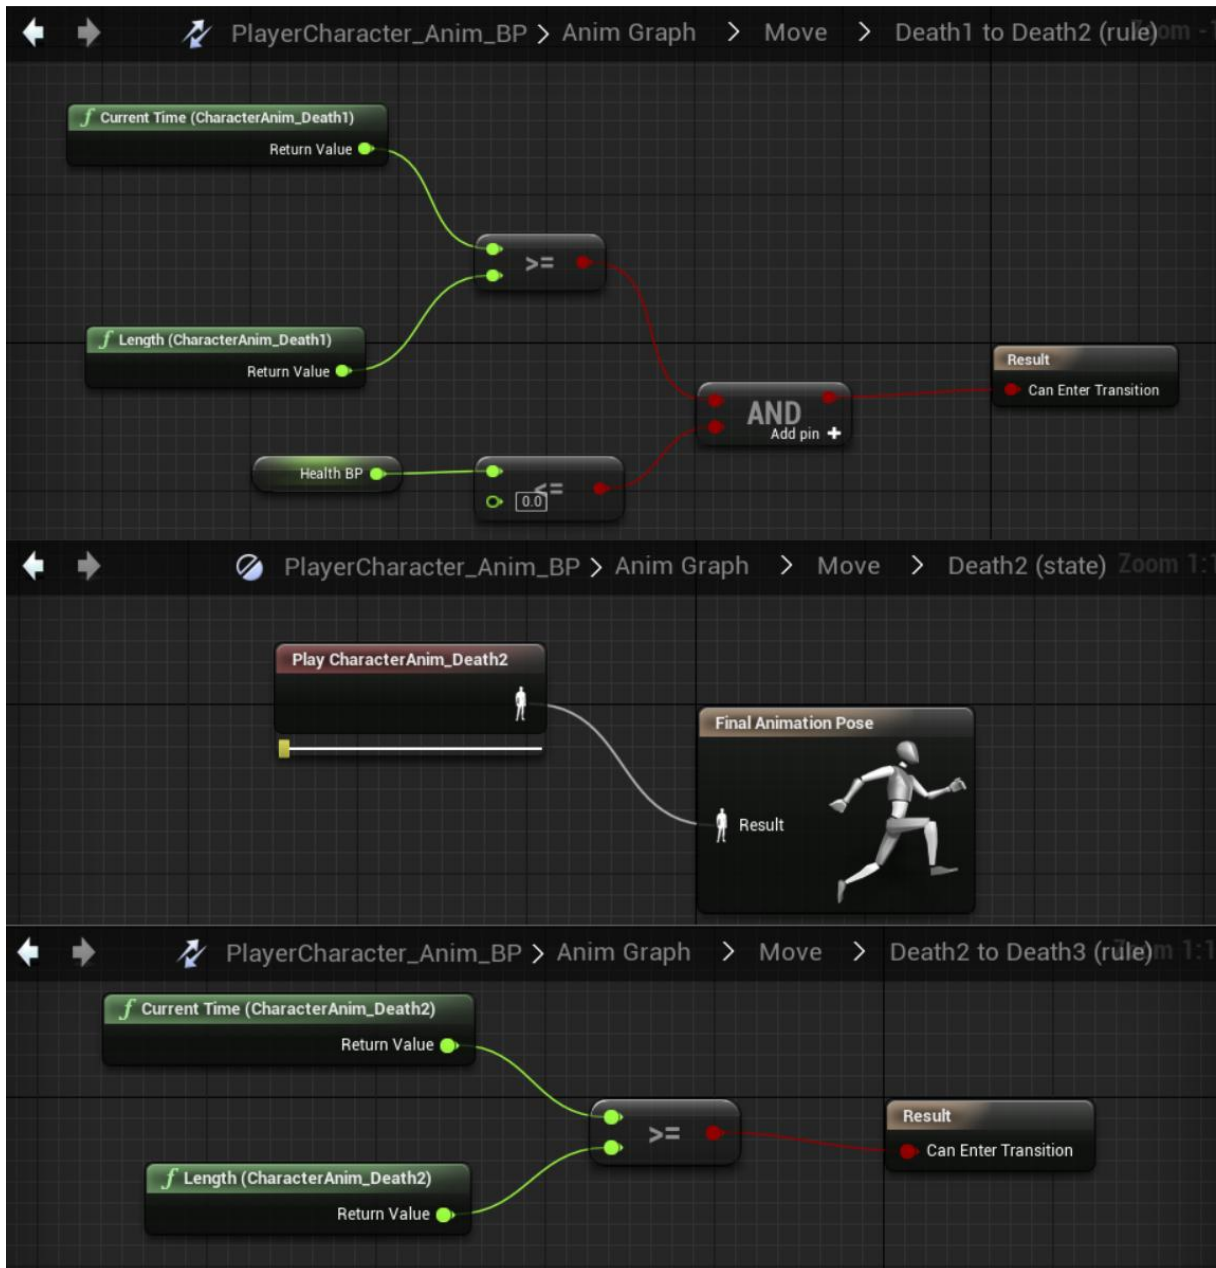 PlayerCharacter_Anim_BP > Anim Graph > Move > Death1 to Death2 (rule)
Current Time (CharacterAnim_Death1)
Return Value
>=
Length (CharacterAnim_Death1)
Return Value
Result
Can Enter Transition
AND
Add pin +
Health BP
<=
0.0
PlayerCharacter_Anim_BP > Anim Graph > Move > Death2 (state) Zoom 1:1
Play CharacterAnim_Death2
Final Animation Pose
Result
PlayerCharacter_Anim_BP > Anim Graph > Move > Death2 to Death3 (rule)
Current Time (CharacterAnim_Death2)
Return Value
>=
Result
Can Enter Transition
Length (CharacterAnim_Death2)
Return Value